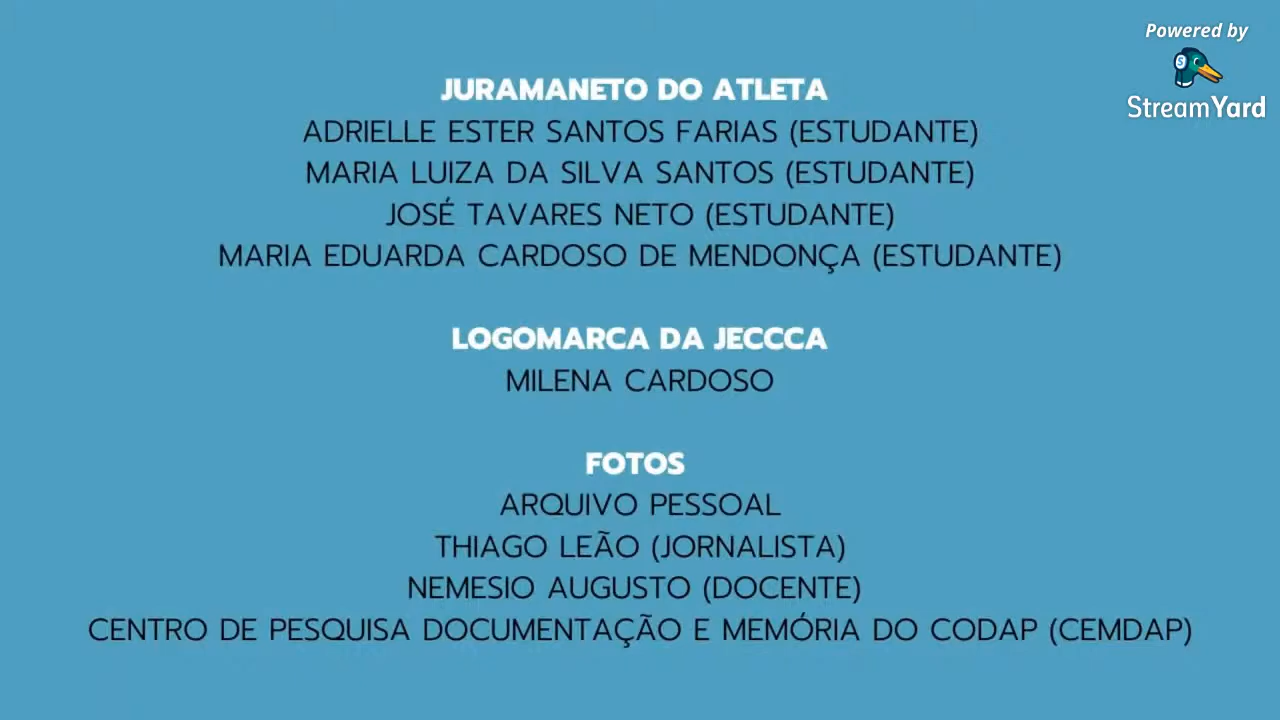 Powered by
StreamYard
JURAMANETO DO ATLETA
ADRIELLE ESTER SANTOS FARIAS (ESTUDANTE)
MARIA LUIZA DA SILVA SANTOS (ESTUDANTE)
JOSÉ TAVARES NETO (ESTUDANTE)
MARIA EDUARDA CARDOSO DE MENDONÇA (ESTUDANTE)
LOGOMARCA DA JECCCA
MILENA CARDOSO
FOTOS
ARQUIVO PESSOAL
THIAGO LEÃO (JORNALISTA)
NEMESIO AUGUSTO (DOCENTE)
CENTRO DE PESQUISA DOCUMENTAÇÃO E MEMÓRIA DO CODAP (CEMDAP)